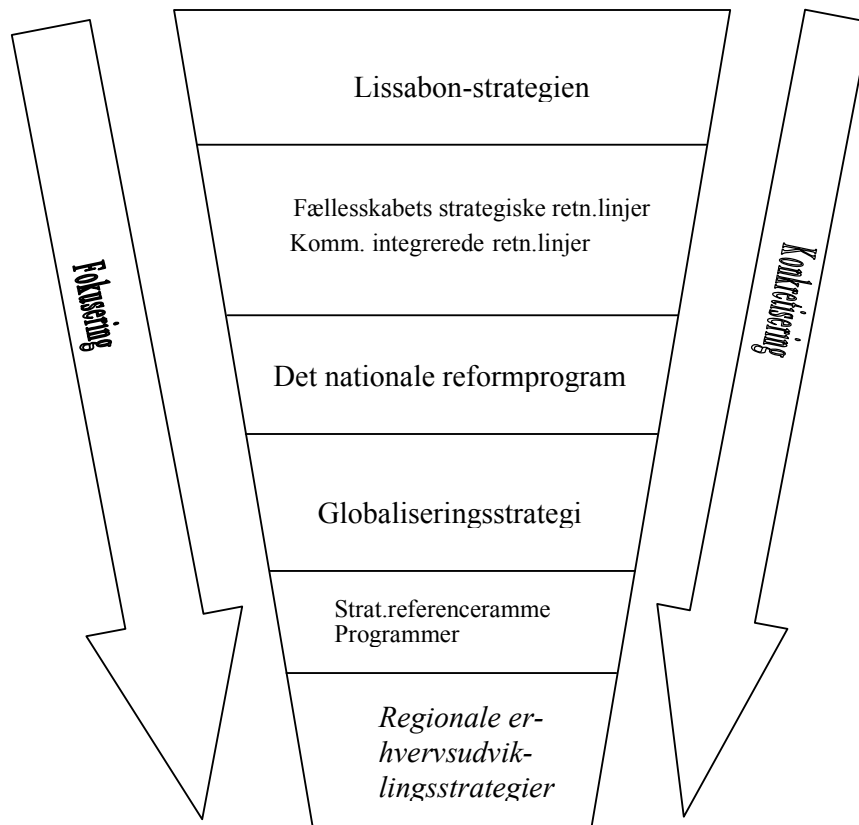 Lissabon-strategien
Fællesskabets strategiske retn.linjer
Komm. integrerede retn.linjer
Fokusering
Konkretisering
Det nationale reformprogram
Globaliseringsstrategi
Strat.referenceramme
Programmer
Regionale er-
hvervsudvik-
lingsstrategier